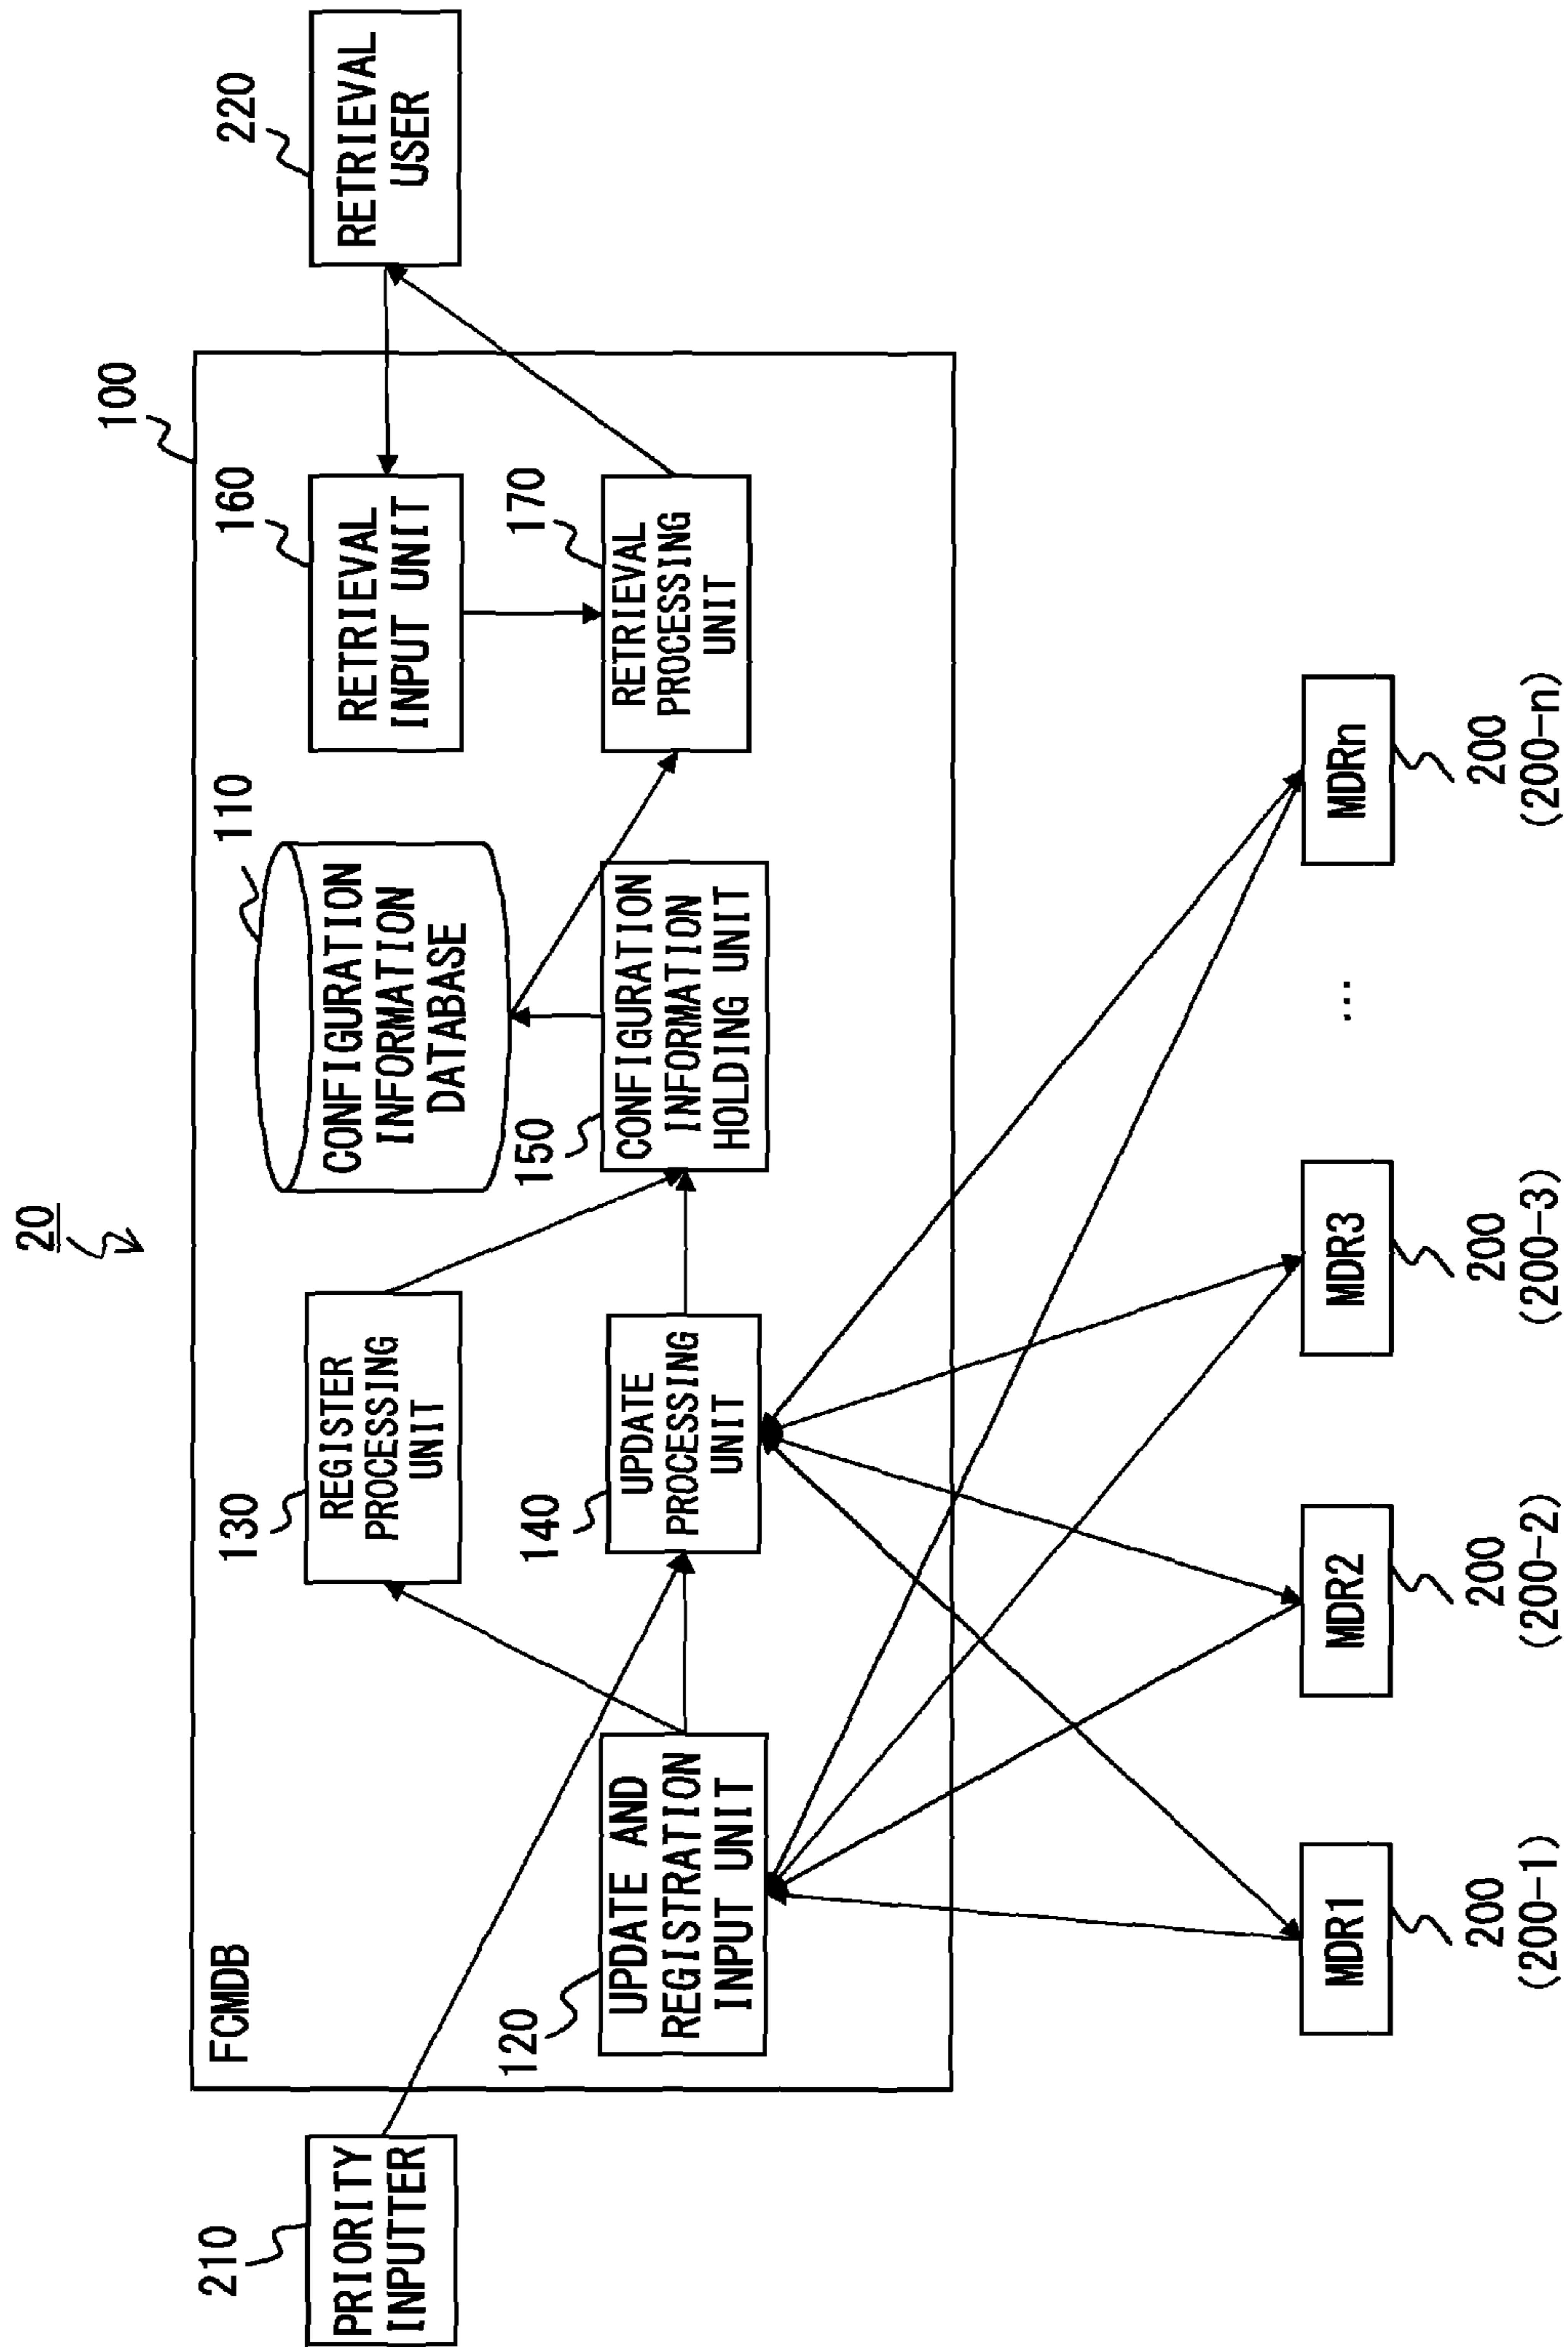 20
100
FCMDB
210
PRIORITY
INPUTTER
130
REGISTER
PROCESSING
UNIT
110
CONFIGURATION
INFORMATION
DATABASE
160
RETRIEVAL
INPUT UNIT
220
RETRIEVAL
USER
120
UPDATE AND
REGISTRATION
INPUT UNIT
140
UPDATE
PROCESSING
UNIT
150
CONFIGURATION
INFORMATION
HOLDING UNIT
170
RETRIEVAL
PROCESSING
UNIT
MDR1
200
(200-1)
MDR2
200
(200-2)
MDR3
200
(200-3)
...
MDRn
200
(200-n)